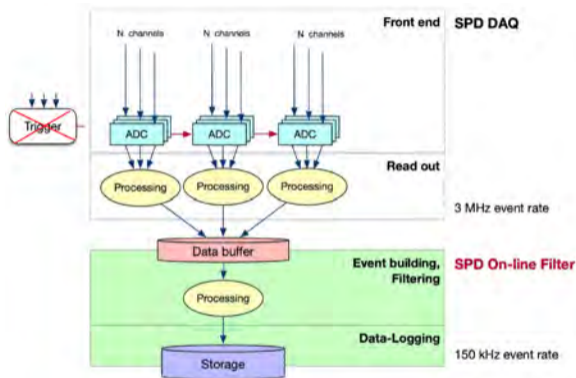 Front end
SPD DAQ
N channels
N channels
N channels
Trigger
ADC
ADC
ADC
Read out
Processing
Processing
Processing
3 MHz event rate
Data buffer
Event building,
Filtering
SPD On-line Filter
Processing
Data-Logging
Storage
150 kHz event rate